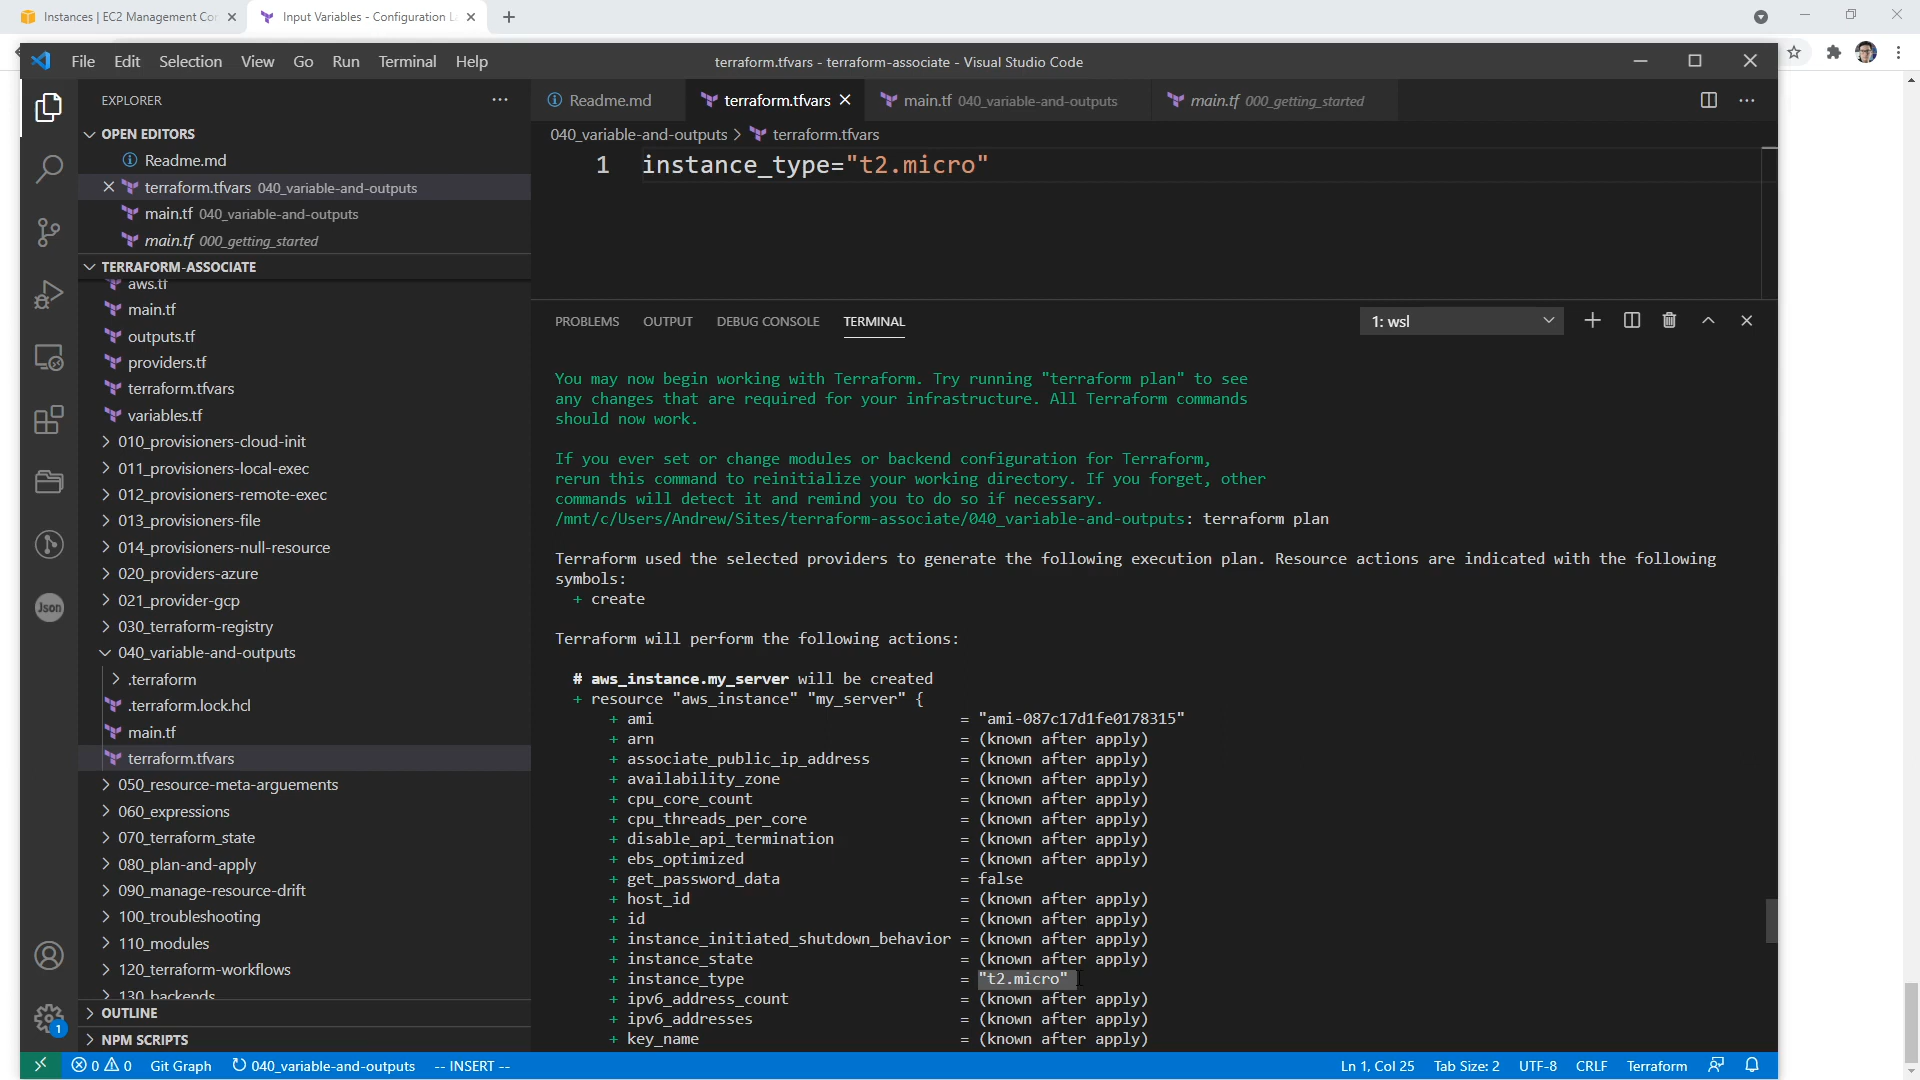 Instances | EC2 Management Co
Input Variables - Configuration L
File Edit Selection View Go Run Terminal Help
terraform.tfvars - terraform-associate - Visual Studio Code
EXPLORER
Readme.md
terraform.tfvars
main.tf 040_variable-and-outputs
main.tf 000_getting_started
OPEN EDITORS
Readme.md
terraform.tfvars 040_variable-and-outputs
main.tf 040_variable-and-outputs
main.tf 000_getting_started
TERRAFORM-ASSOCIATE
aws.tf
main.tf
outputs.tf
providers.tf
terraform.tfvars
variables.tf
010_provisioners-cloud-init
011_provisioners-local-exec
012_provisioners-remote-exec
013_provisioners-file
014_provisioners-null-resource
020_providers-azure
021_provider-gcp
030_terraform-registry
040_variable-and-outputs
.terraform
.terraform.lock.hcl
main.tf
terraform.tfvars
050_resource-meta-arguements
060_expressions
070_terraform_state
080_plan-and-apply
090_manage-resource-drift
100_troubleshooting
110_modules
120_terraform-workflows
130_backends
OUTLINE
NPM SCRIPTS
Json
1
040_variable-and-outputs > terraform.tfvars
1 instance_type="t2.micro"
PROBLEMS OUTPUT DEBUG CONSOLE TERMINAL
1: wsl
You may now begin working with Terraform. Try running "terraform plan" to see
any changes that are required for your infrastructure. All Terraform commands
should now work.
If you ever set or change modules or backend configuration for Terraform,
rerun this command to reinitialize your working directory. If you forget, other
commands will detect it and remind you to do so if necessary.
/mnt/c/Users/Andrew/Sites/terraform-associate/040_variable-and-outputs: terraform plan
Terraform used the selected providers to generate the following execution plan. Resource actions are indicated with the following
symbols:
+ create
Terraform will perform the following actions:
# aws_instance.my_server will be created
+ resource "aws_instance" "my_server" {
+ ami = "ami-087c17d1fe0178315"
+ arn = (known after apply)
+ associate_public_ip_address = (known after apply)
+ availability_zone = (known after apply)
+ cpu_core_count = (known after apply)
+ cpu_threads_per_core = (known after apply)
+ disable_api_termination = (known after apply)
+ ebs_optimized = (known after apply)
+ get_password_data = false
+ host_id = (known after apply)
+ id = (known after apply)
+ instance_initiated_shutdown_behavior = (known after apply)
+ instance_state = (known after apply)
+ instance_type = "t2.micro"
+ ipv6_address_count = (known after apply)
+ ipv6_addresses = (known after apply)
+ key_name = (known after apply)
0 0 Git Graph 040_variable-and-outputs -- INSERT --
Ln 1, Col 25 Tab Size: 2 UTF-8 CRLF Terraform